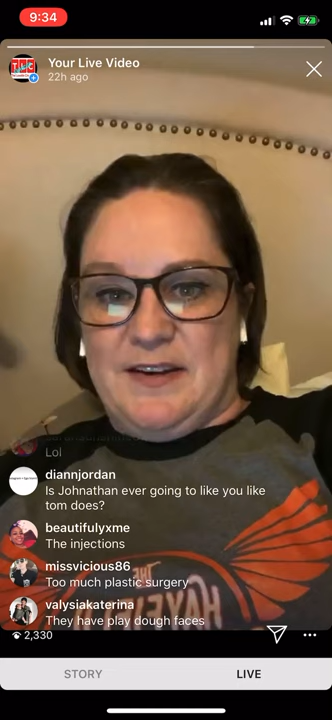 9:34
Your Live Video
22h ago
Lol
diannjordan
Is Johnathan ever going to like you like
tom does?
beautifulyxme
The injections
missvicious86
Too much plastic surgery
valysiakaterina
They have play dough faces
2,330
STORY
LIVE